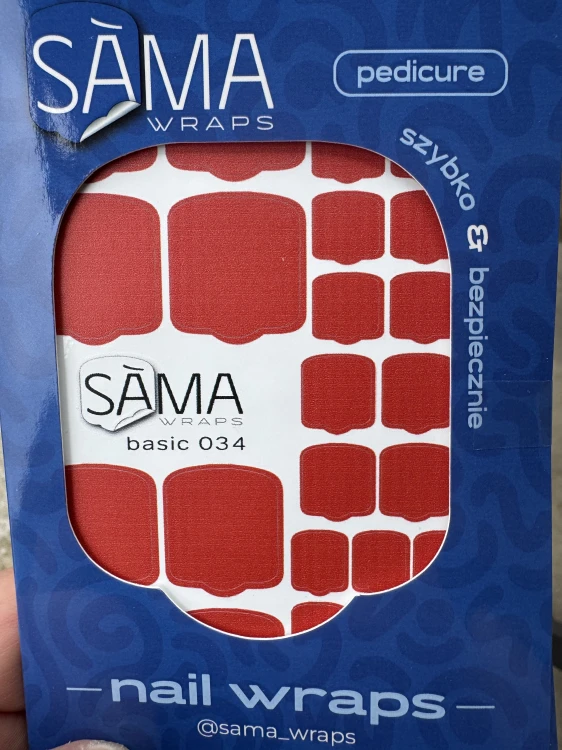 SÀMA
WRAPS
pedicure
szybko & bezpiecznie
SÀMA
WRAPS
basic 034
nail wraps
@sama_wraps